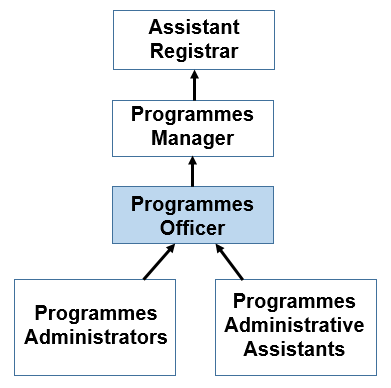 Assistant
Registrar
Programmes
Manager
Programmes
Officer
Programmes
Administrators
Programmes
Administrative
Assistants